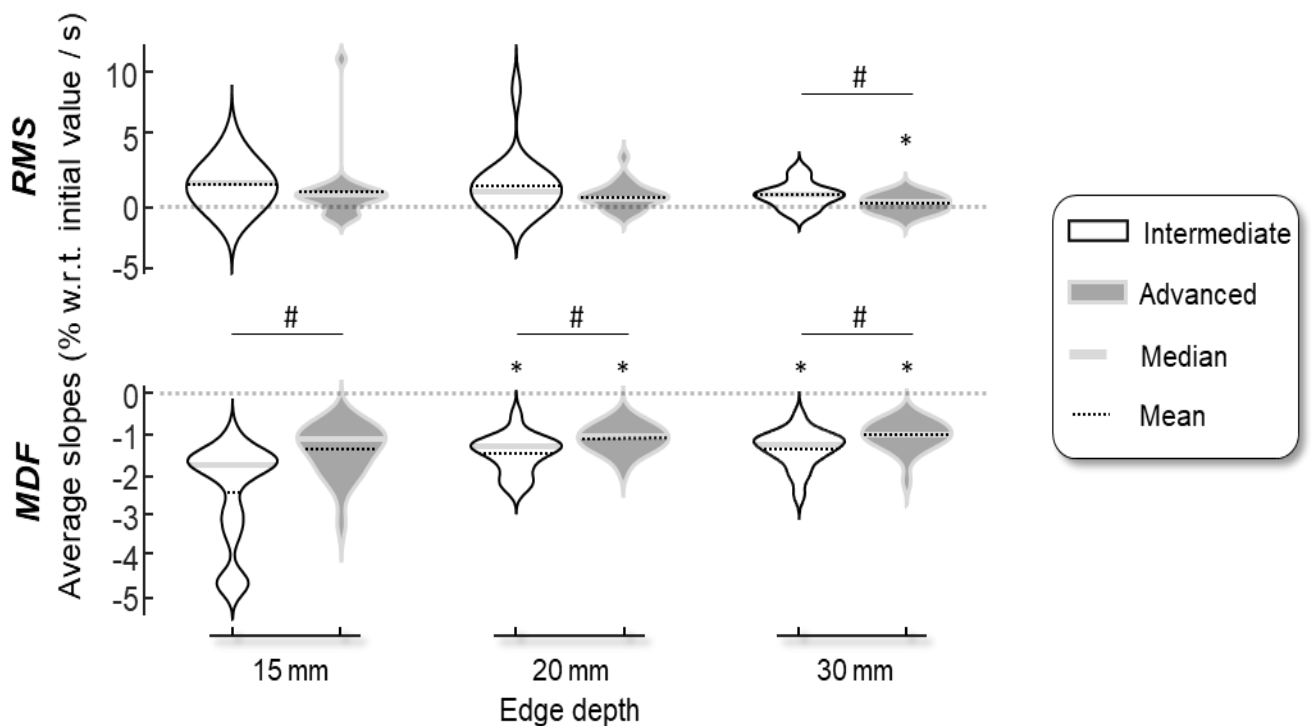 RMS
MDF
Average slopes (% w.r.t. initial value / s)
10
5
0
-5
#
*
0
-1
-2
-3
-4
-5
#
#
#
*
*
*
*
15 mm
20 mm
30 mm
Edge depth
Intermediate
Advanced
Median
Mean